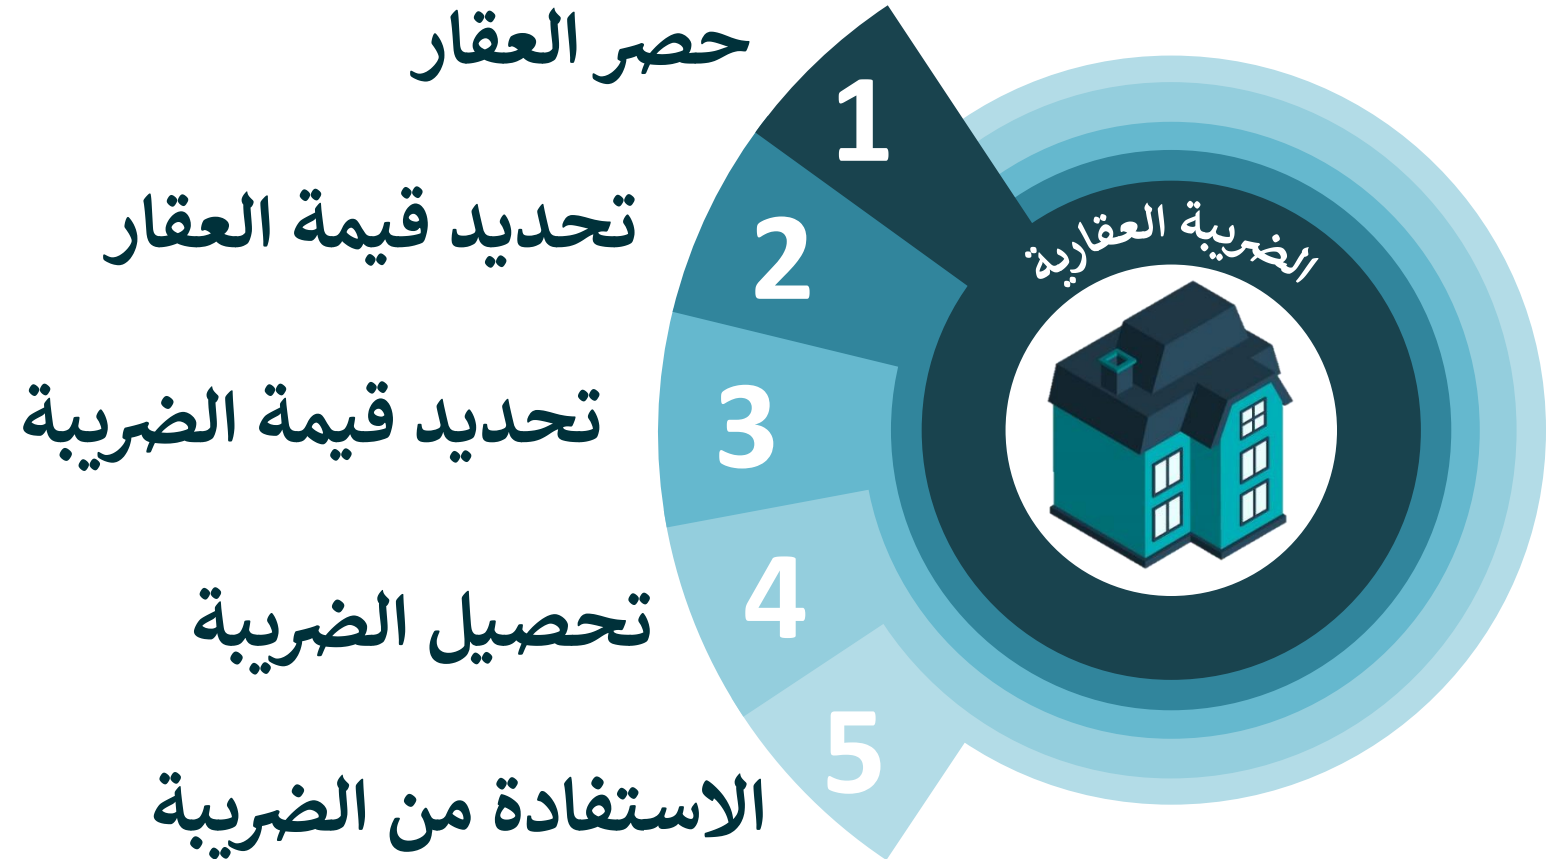 الضريبة العقارية
1
حصر العقار
2
تحديد قيمة العقار
3
تحديد قيمة الضريبة
4
تحصيل الضريبة
5
الاستفادة من الضريبة